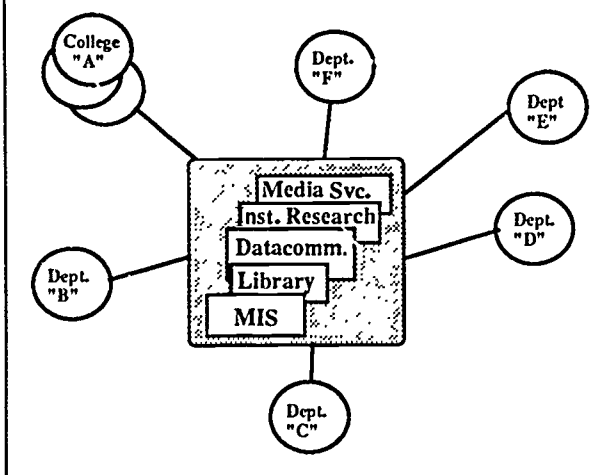 College
"A"
Dept.
"F"
Dept
"E"
Media Svc.
Inst. Research
Datacomm.
Library
MIS
Dept.
"D"
Dept.
"B"
Dept.
"C"